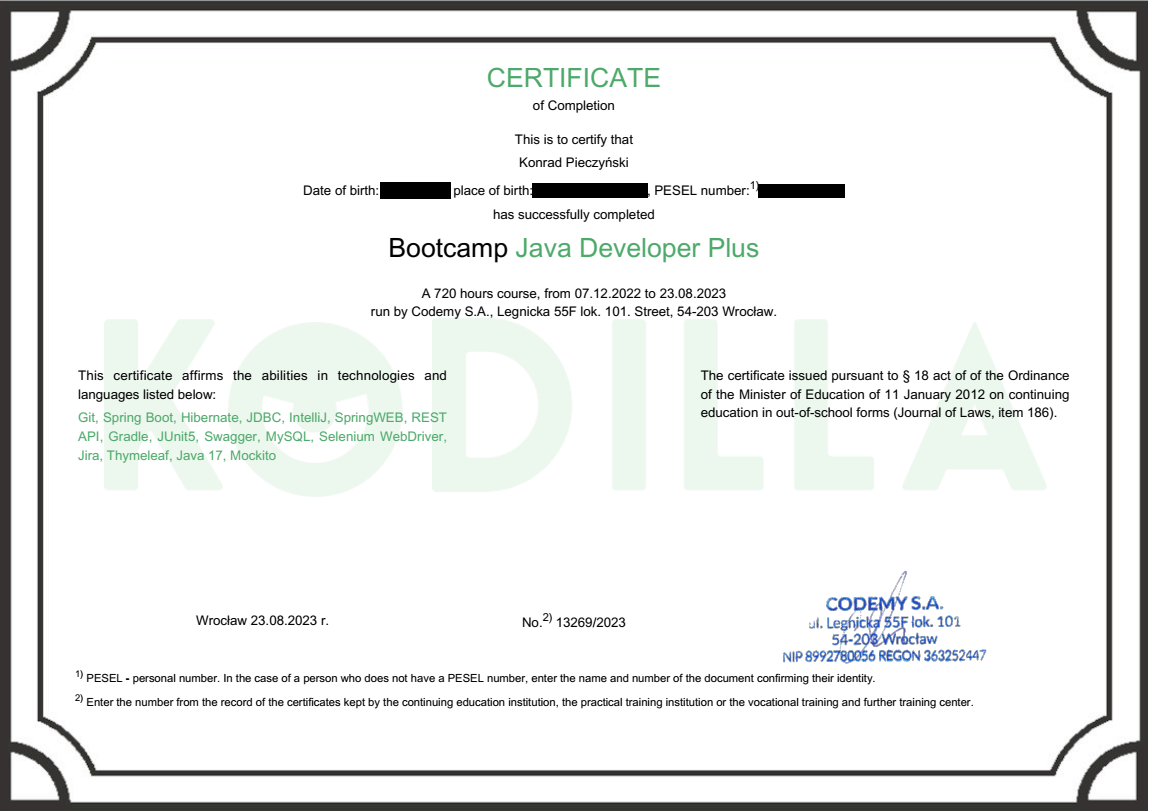 CERTIFICATE
of Completion
This is to certify that
Konrad Pieczyński
Date of birth: place of birth: , PESEL number:1)
has successfully completed
Bootcamp Java Developer Plus
A 720 hours course, from 07.12.2022 to 23.08.2023
run by Codemy S.A., Legnicka 55F lok. 101. Street, 54-203 Wrocław.
KODILLA
This certificate affirms the abilities in technologies and
languages listed below:
Git, Spring Boot, Hibernate, JDBC, IntelliJ, SpringWEB, REST
API, Gradle, JUnit5, Swagger, MySQL, Selenium WebDriver,
Jira, Thymeleaf, Java 17, Mockito
The certificate issued pursuant to § 18 act of of the Ordinance
of the Minister of Education of 11 January 2012 on continuing
education in out-of-school forms (Journal of Laws, item 186).
Wrocław 23.08.2023 r.
No.2) 13269/2023
CODEMY S.A.
ul. Legnicka 55F lok. 101
54-203 Wrocław
NIP 8992780056 REGON 363252447
1) PESEL - personal number. In the case of a person who does not have a PESEL number, enter the name and number of the document confirming their identity.
2) Enter the number from the record of the certificates kept by the continuing education institution, the practical training institution or the vocational training and further training center.